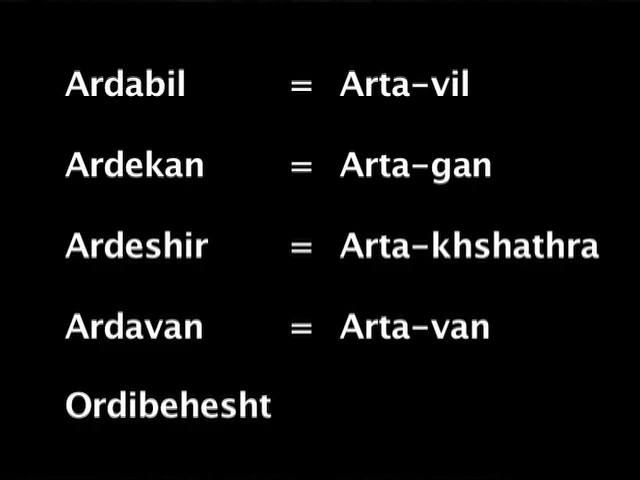 Ardabil = Arta-vil
Ardekan = Arta-gan
Ardeshir = Arta-khshathra
Ardavan = Arta-van
Ordibehesht